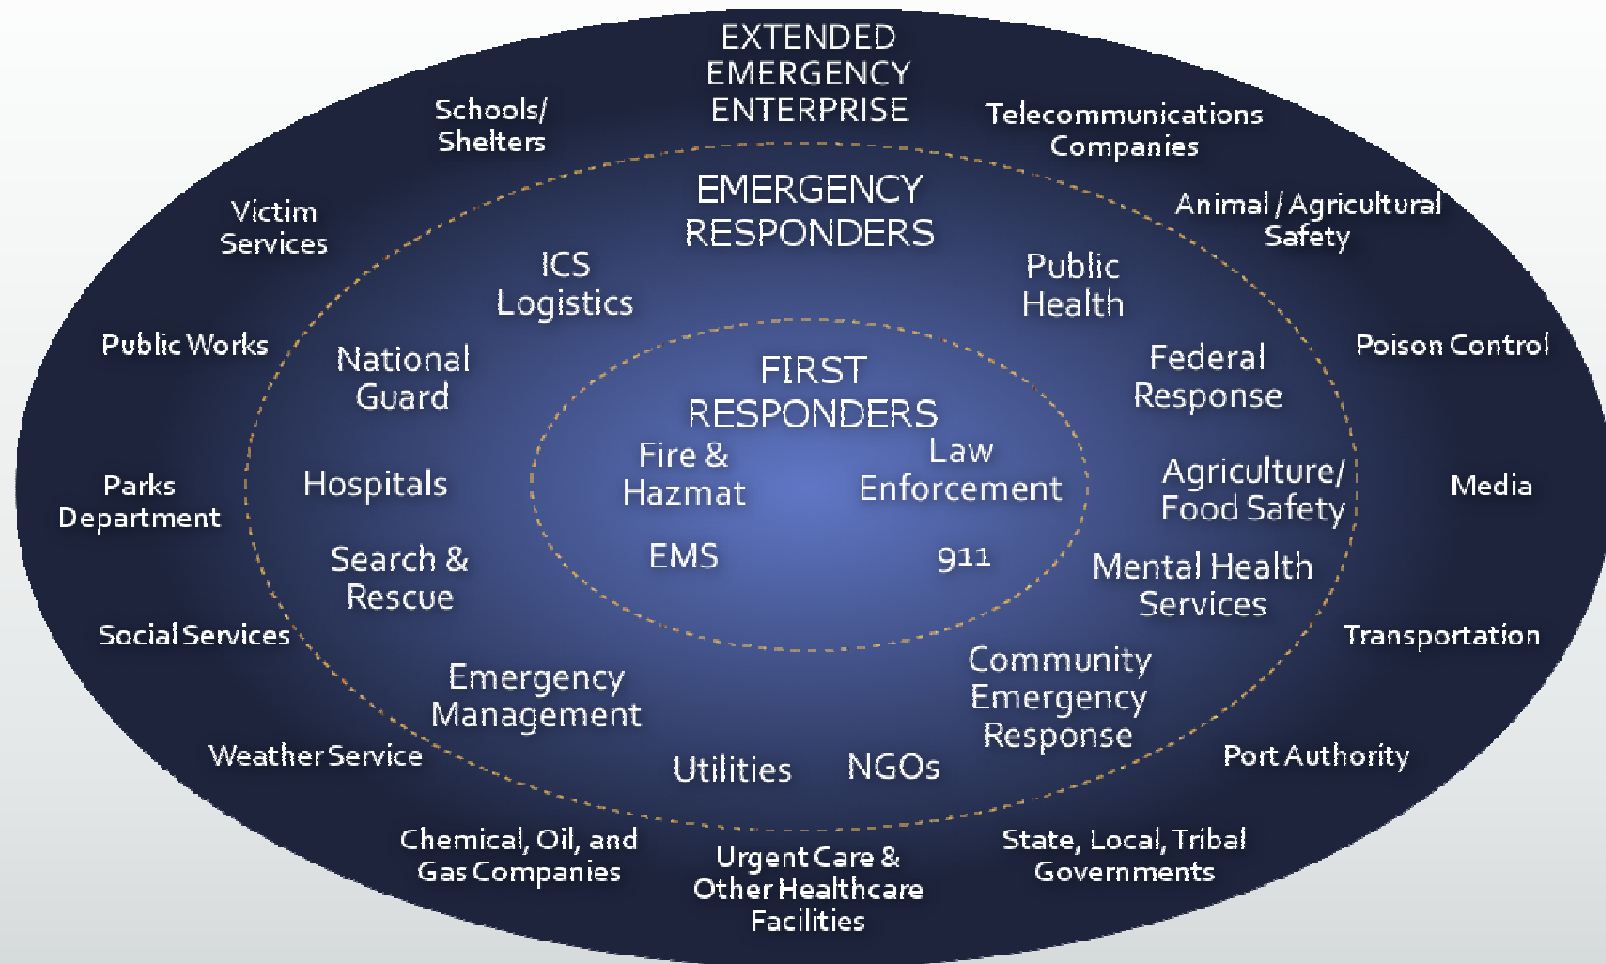 EXTENDED
EMERGENCY
ENTERPRISE
Schools/
Shelters
Telecommunications
Companies
Victim
Services
Animal / Agricultural
Safety
Public Works
Poison Control
Parks
Department
Media
Social Services
Transportation
Weather Service
Port Authority
Chemical, Oil, and
Gas Companies
Urgent Care &
Other Healthcare
Facilities
State, Local, Tribal
Governments
EMERGENCY
RESPONDERS
ICS
Logistics
Public
Health
National
Guard
Federal
Response
Hospitals
Agriculture/
Food Safety
Search &
Rescue
Mental Health
Services
Emergency
Management
Community
Emergency
Response
Utilities
NGOs
FIRST
RESPONDERS
Fire &
Hazmat
Law
Enforcement
EMS
911